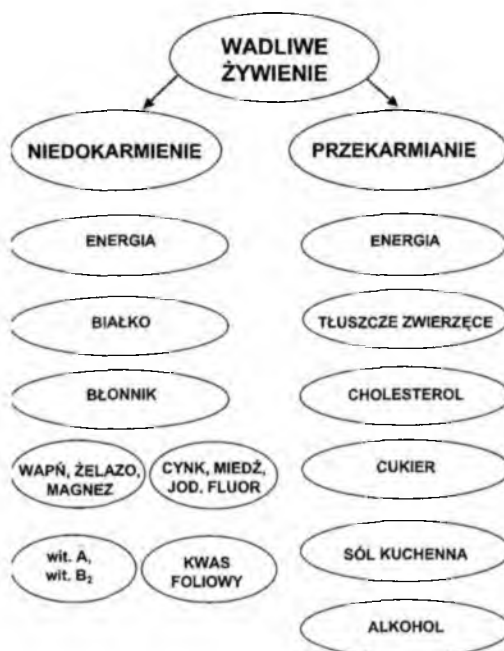 WADLIWE
ŻYWIENIE
NIEDOKARMIENIE
PRZEKARMIANIE
ENERGIA
ENERGIA
BIAŁKO
TŁUSZCZE ZWIERZĘCE
BŁONNIK
CHOLESTEROL
WAPŃ, ŻELAZO,
MAGNEZ
CYNK, MIEDŹ,
JOD. FLUOR
CUKIER
wit. A,
wit. B₂
KWAS
FOLIOWY
SÓL KUCHENNA
ALKOHOL